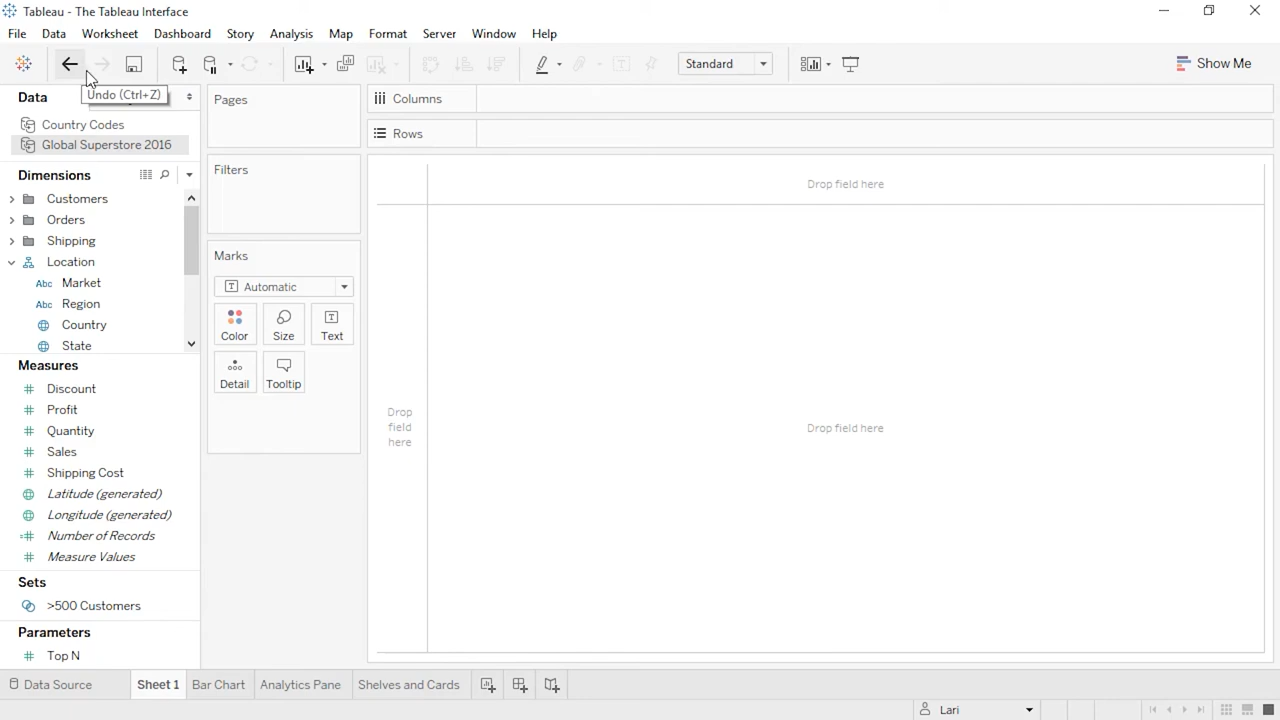 Tableau - The Tableau Interface
File Data Worksheet Dashboard Story Analysis Map Format Server Window Help
Standard
Show Me
Undo (Ctrl+Z)
Data
Country Codes
Global Superstore 2016
Dimensions
Customers
Orders
Shipping
Location
Abc Market
Abc Region
Country
State
Measures
Discount
Profit
Quantity
Sales
Shipping Cost
Latitude (generated)
Longitude (generated)
Number of Records
Measure Values
Sets
>500 Customers
Parameters
Top N
Pages
Filters
Marks
Automatic
Color Size Text
Detail Tooltip
Columns
Rows
Drop field here
Drop
field
here
Drop field here
Data Source Sheet 1 Bar Chart Analytics Pane Shelves and Cards
Lari